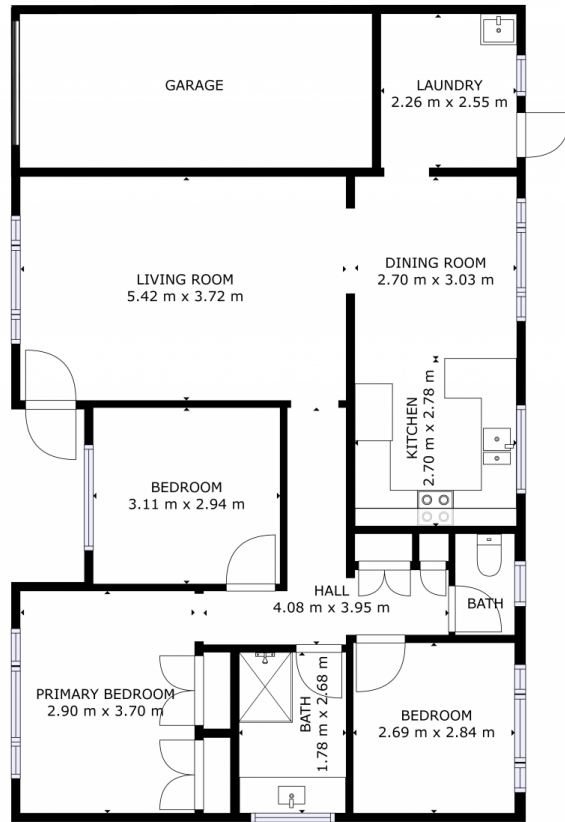 GARAGE
LAUNDRY
2.26 m x 2.55 m
LIVING ROOM
5.42 m x 3.72 m
DINING ROOM
2.70 m x 3.03 m
KITCHEN
2.70 m x 2.78 m
BEDROOM
3.11 m x 2.94 m
HALL
4.08 m x 3.95 m
BATH
PRIMARY BEDROOM
2.90 m x 3.70 m
BATH
1.78 m x 2.68 m
BEDROOM
2.69 m x 2.84 m